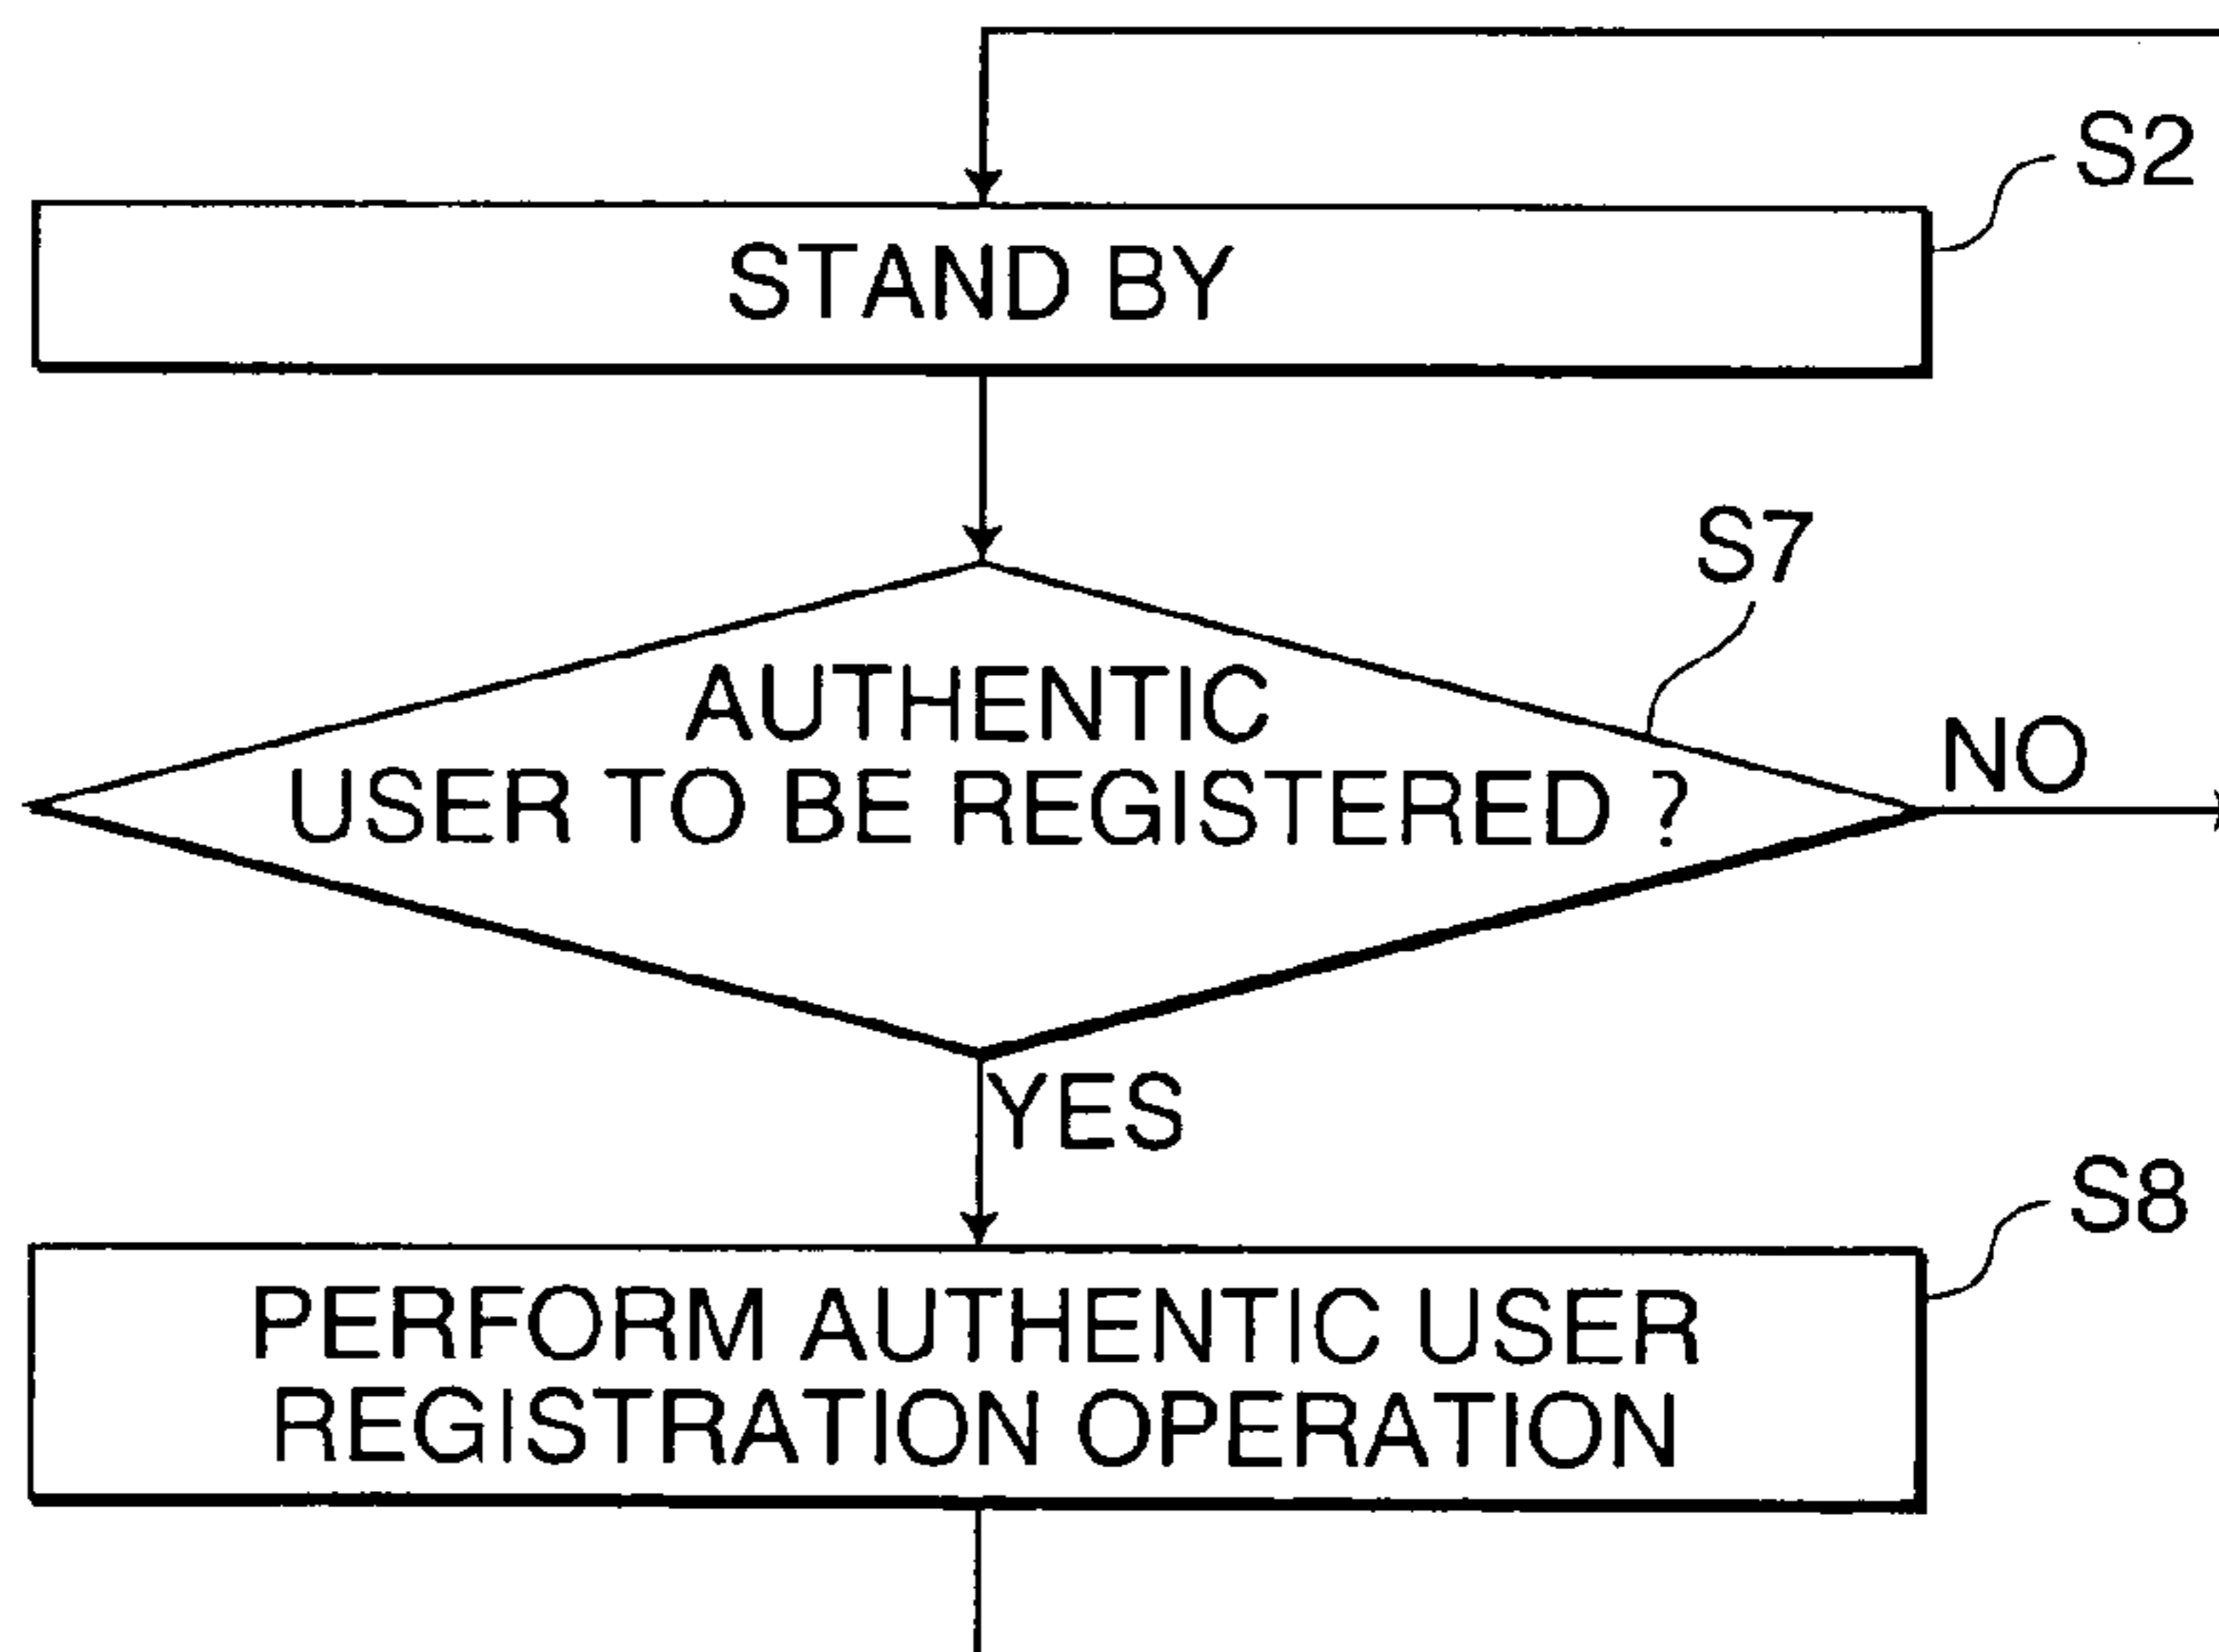 S2
STAND BY
S7
AUTHENTIC
USER TO BE REGISTERED ?
NO
YES
S8
PERFORM AUTHENTIC USER
REGISTRATION OPERATION